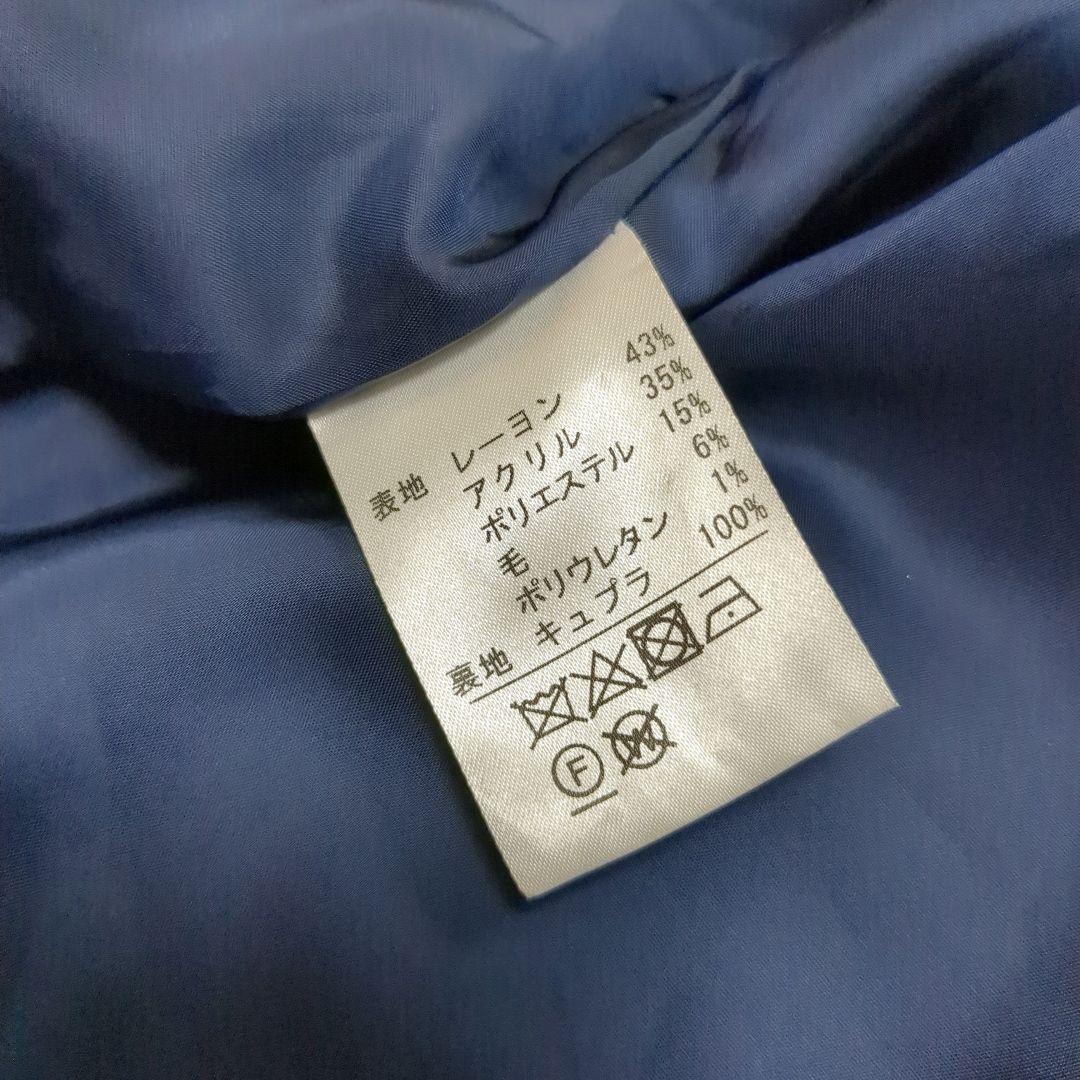 表地 レーヨン 43%
アクリル 35%
ポリエステル 15%
毛 6%
ポリウレタン 1%
裏地 キュプラ 100%
F W